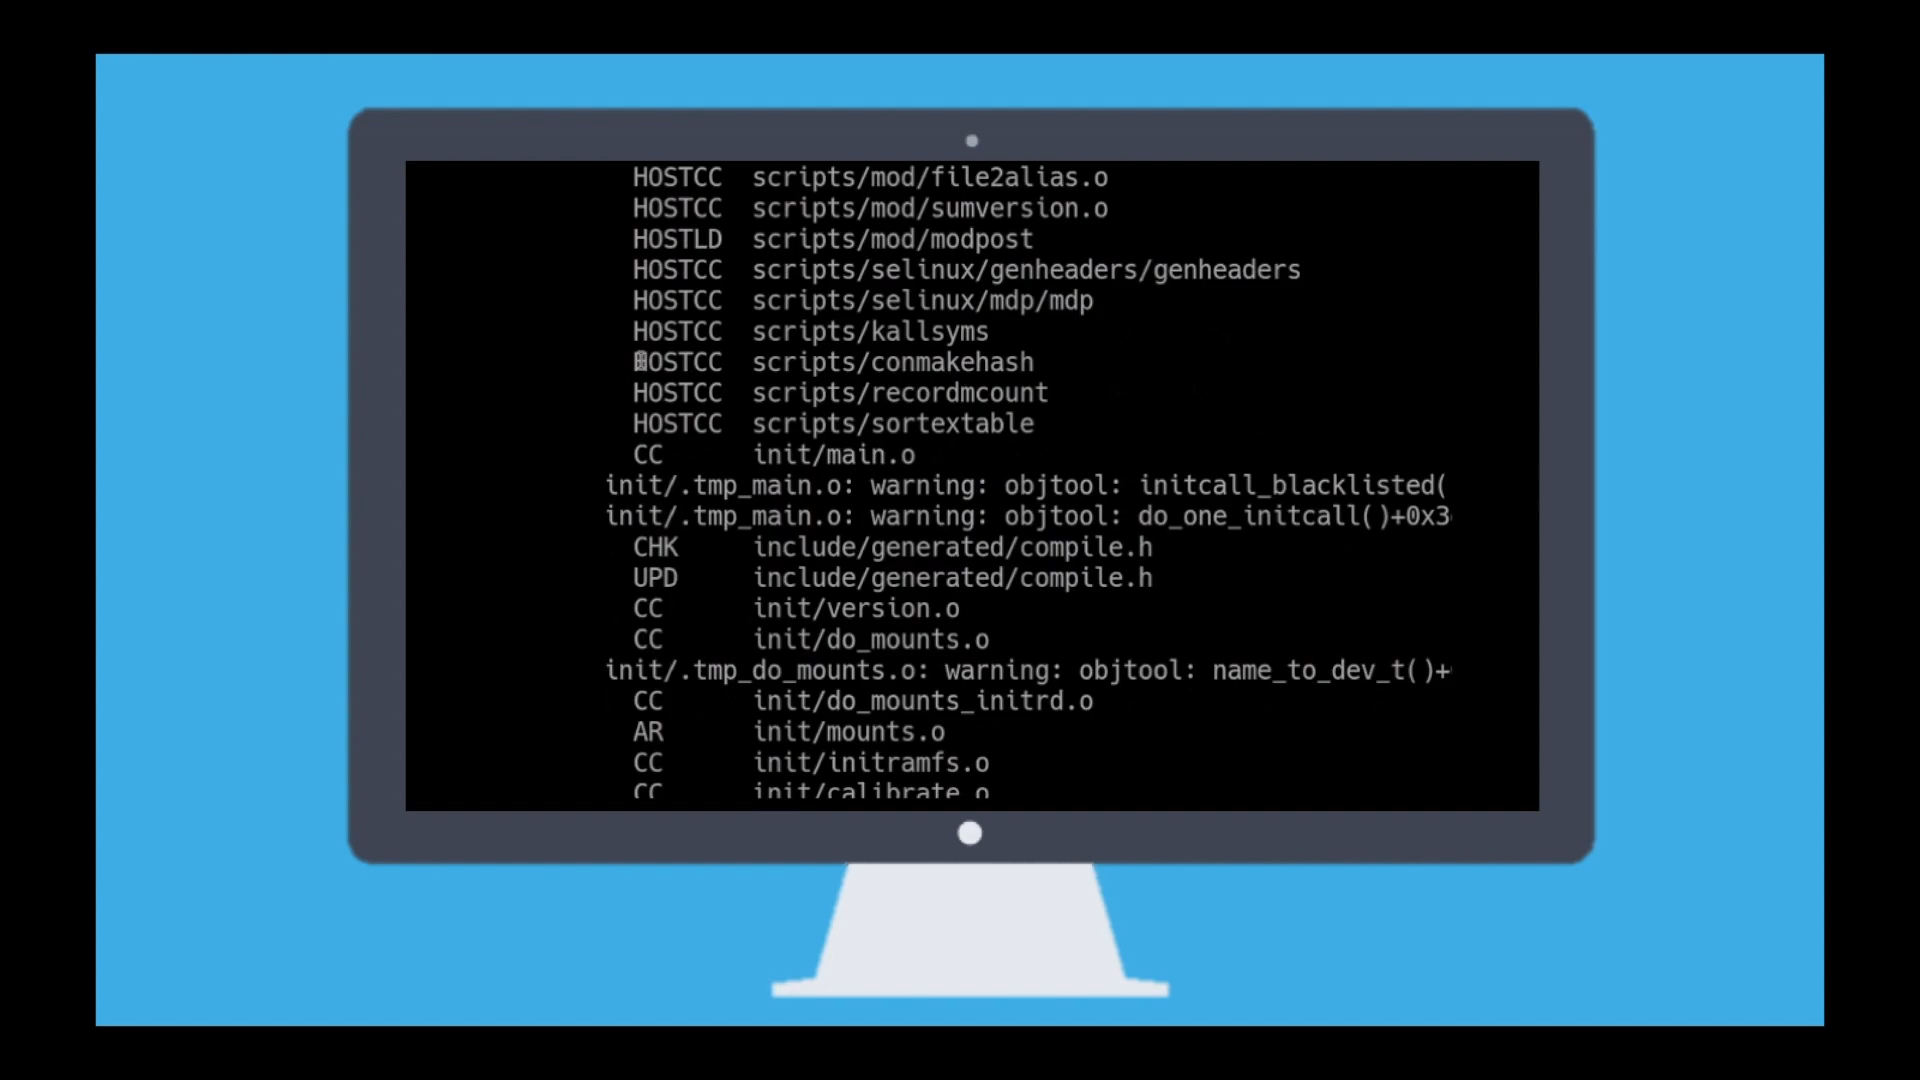 HOSTCC scripts/mod/file2alias.o
HOSTCC scripts/mod/sumversion.o
HOSTLD scripts/mod/modpost
HOSTCC scripts/selinux/genheaders/genheaders
HOSTCC scripts/selinux/mdp/mdp
HOSTCC scripts/kallsyms
HOSTCC scripts/conmakehash
HOSTCC scripts/recordmcount
HOSTCC scripts/sortextable
CC init/main.o
init/.tmp_main.o: warning: objtool: initcall_blacklisted(
init/.tmp_main.o: warning: objtool: do_one_initcall()+0x3
CHK include/generated/compile.h
UPD include/generated/compile.h
CC init/version.o
CC init/do_mounts.o
init/.tmp_do_mounts.o: warning: objtool: name_to_dev_t()+
CC init/do_mounts_initrd.o
AR init/mounts.o
CC init/initramfs.o
CC init/calibrate.o